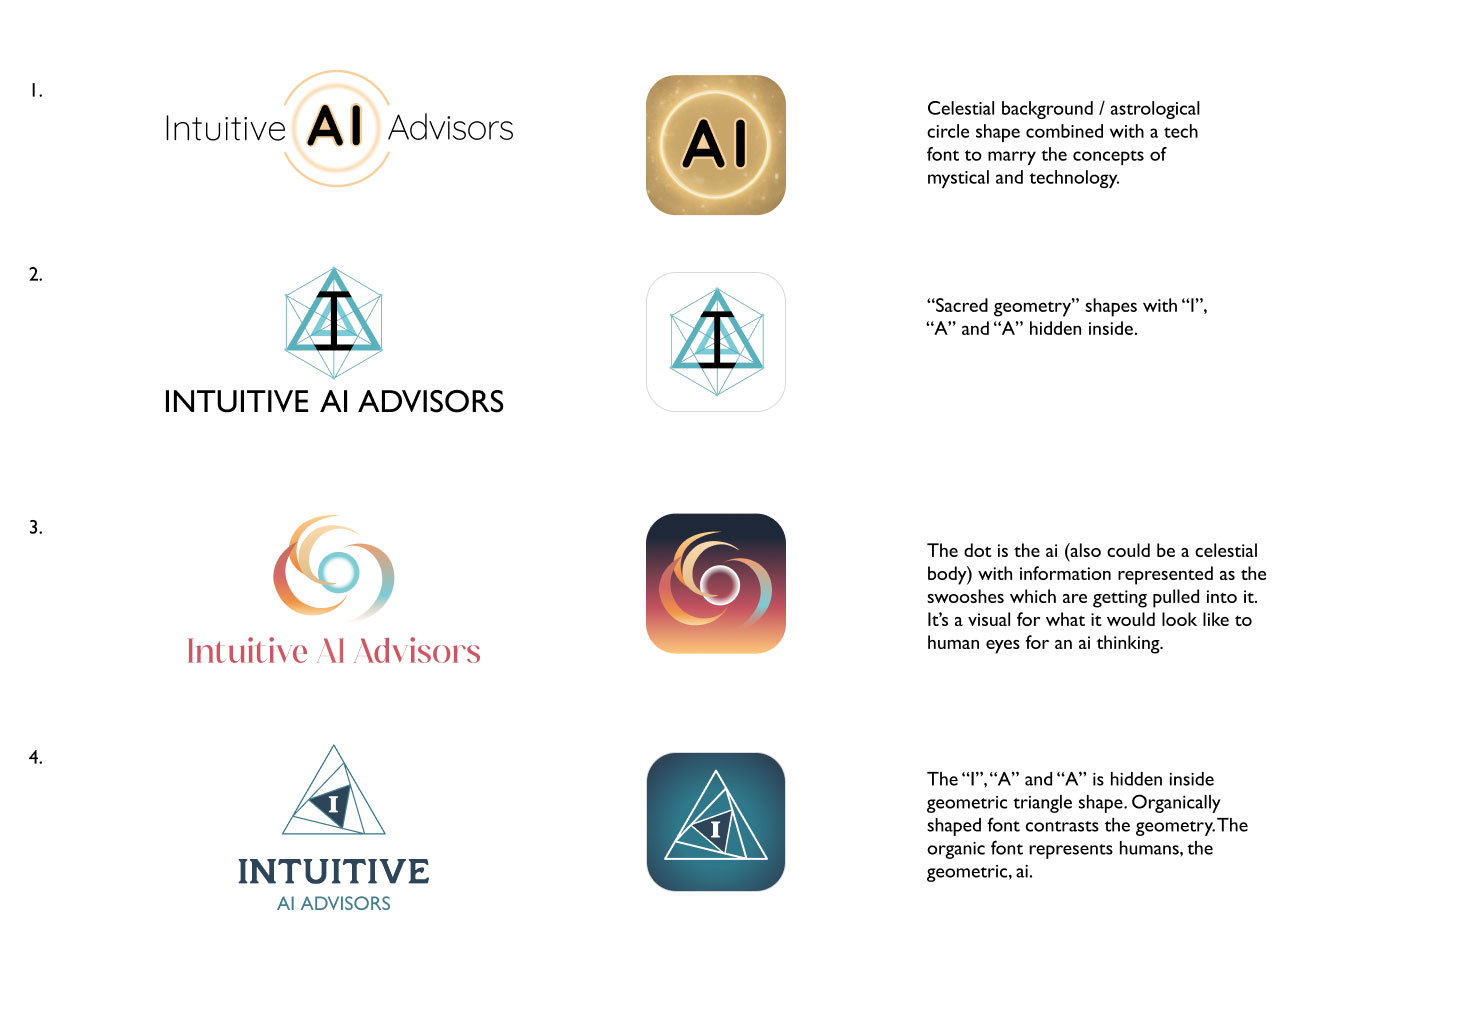 1.
Intuitive AI Advisors
AI
Celestial background / astrological
circle shape combined with a tech
font to marry the concepts of
mystical and technology.
2.
I
INTUITIVE AI ADVISORS
I
“Sacred geometry” shapes with “I”,
“A” and “A” hidden inside.
3.
Intuitive AI Advisors
The dot is the ai (also could be a celestial
body) with information represented as the
swooshes which are getting pulled into it.
It’s a visual for what it would look like to
human eyes for an ai thinking.
4.
I
INTUITIVE
AI ADVISORS
I
The “I”, “A” and “A” is hidden inside
geometric triangle shape. Organically
shaped font contrasts the geometry. The
organic font represents humans, the
geometric, ai.